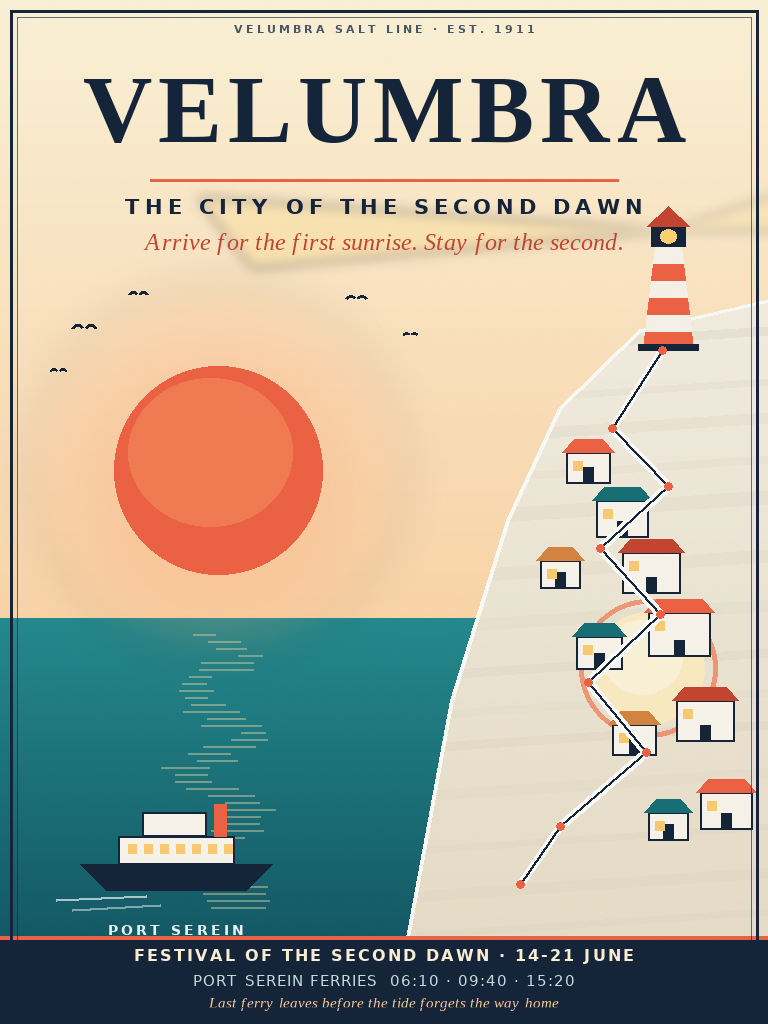 VELUMBRA SALT LINE · EST. 1911
VELUMBRA
THE CITY OF THE SECOND DAWN
Arrive for the first sunrise. Stay for the second.
PORT SEREIN
FESTIVAL OF THE SECOND DAWN · 14-21 JUNE
PORT SEREIN FERRIES 06:10 · 09:40 · 15:20
Last ferry leaves before the tide forgets the way home